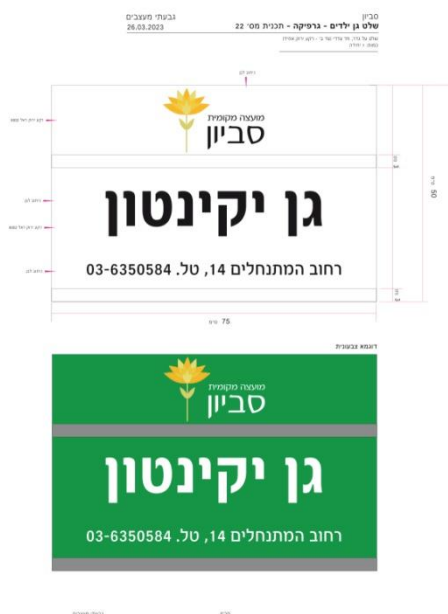 סביון
שלט גן ילדים - גרפיקה - תכנית מס׳ 22
גבעתי מעצבים
26.03.2023
רוחב לבן
מועצה מקומית
סביון
גן יקינטון
רחוב המתנחלים 14, טל. 03-6350584
50
75 ס״מ
דוגמא צבעונית
מועצה מקומית
סביון
גן יקינטון
רחוב המתנחלים 14, טל. 03-6350584